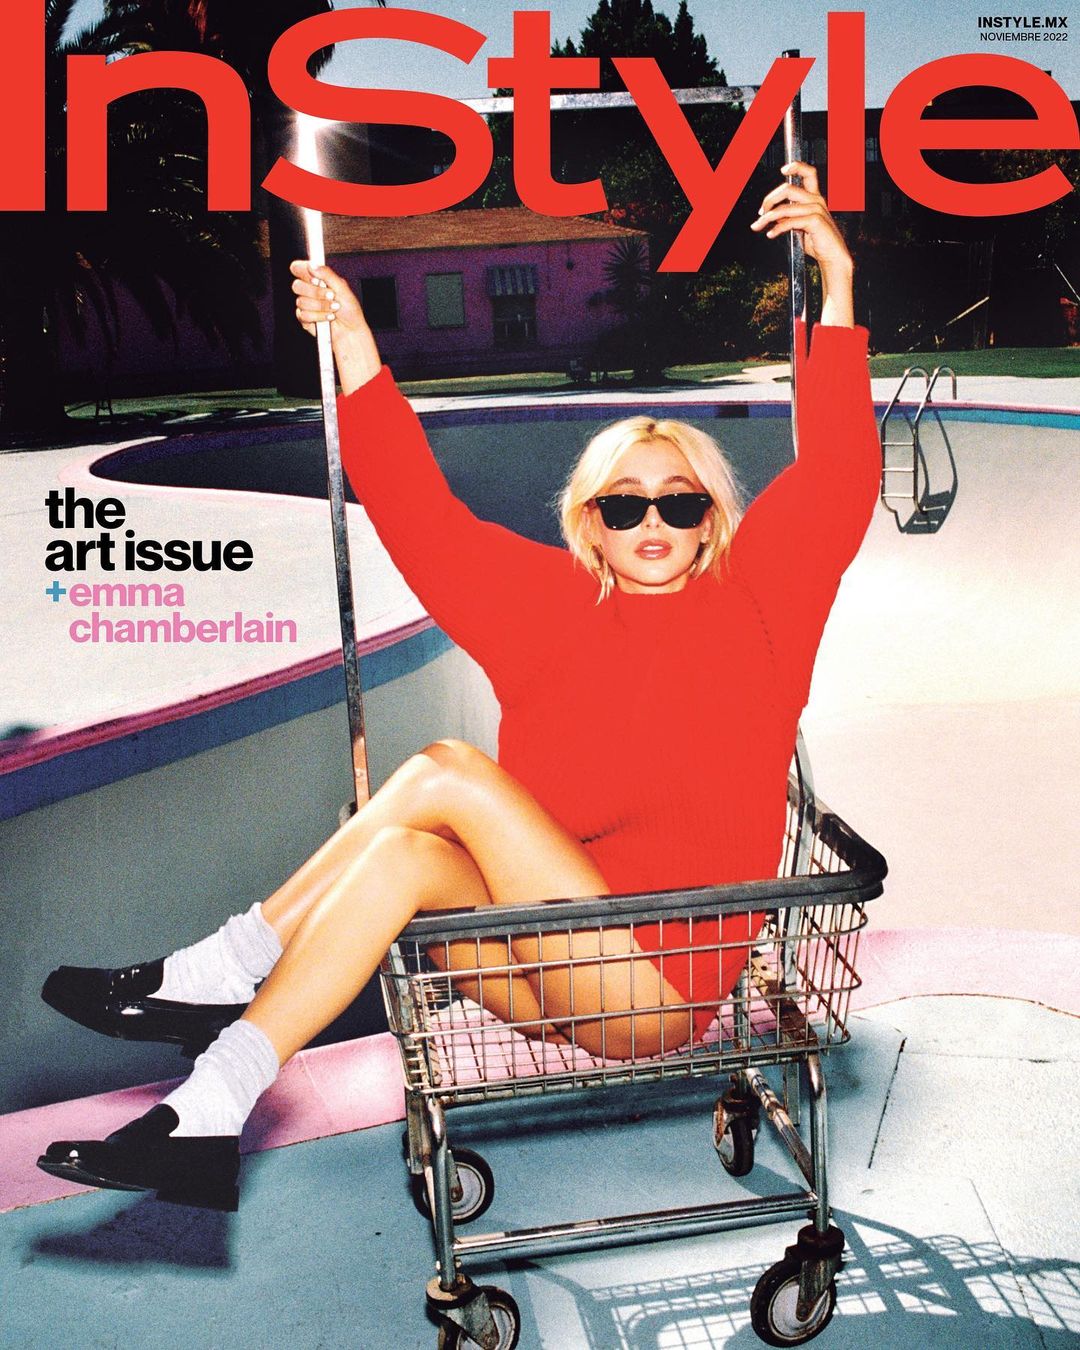 InStyle
INSTYLE.MX
NOVIEMBRE 2022
the
art issue
+emma
chamberlain